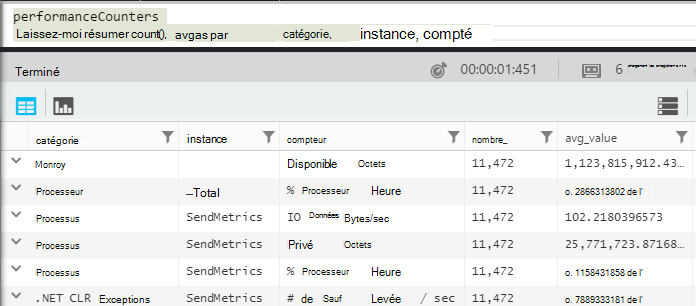 performanceCounters
Laissez-moi résumer count(), avgas par catégorie, instance, compté
Terminé 00:00:01:451 6
catégorie instance compteur nombre_ avg_value
Monroy Disponible Octets 11,472 1,123,815,912.43...
Processeur —Total % Processeur Heure 11,472 o. 2866313802 de l'
Processus SendMetrics IO Données Bytes/sec 11,472 102.2180396573
Processus SendMetrics Privé Octets 11,472 25,771,723.87168...
Processus SendMetrics % Processeur Heure 11,472 o. 1158431858 de l'
.NET CLR Exceptions SendMetrics # de Sauf Levée / sec 11,472 o. 7889333181 de l'